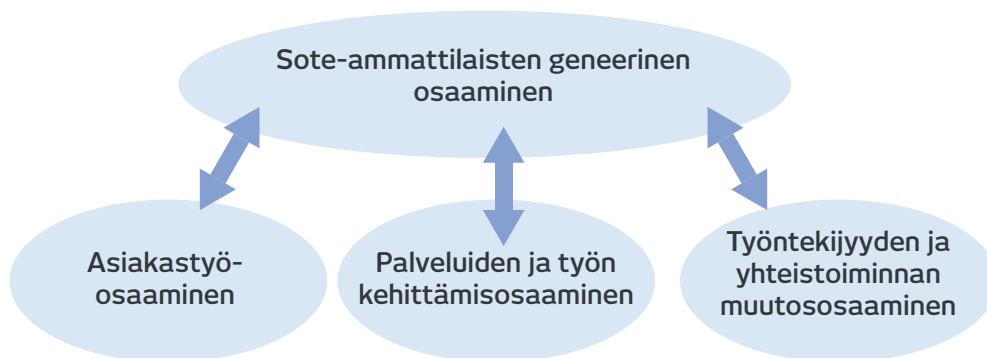 Sote-ammattilaisten geneerinen
osaaminen
Asiakastyö-
osaaminen
Palveluiden ja työn
kehittämisosaaminen
Työntekijyyden ja
yhteistoiminnan
muutososaaminen